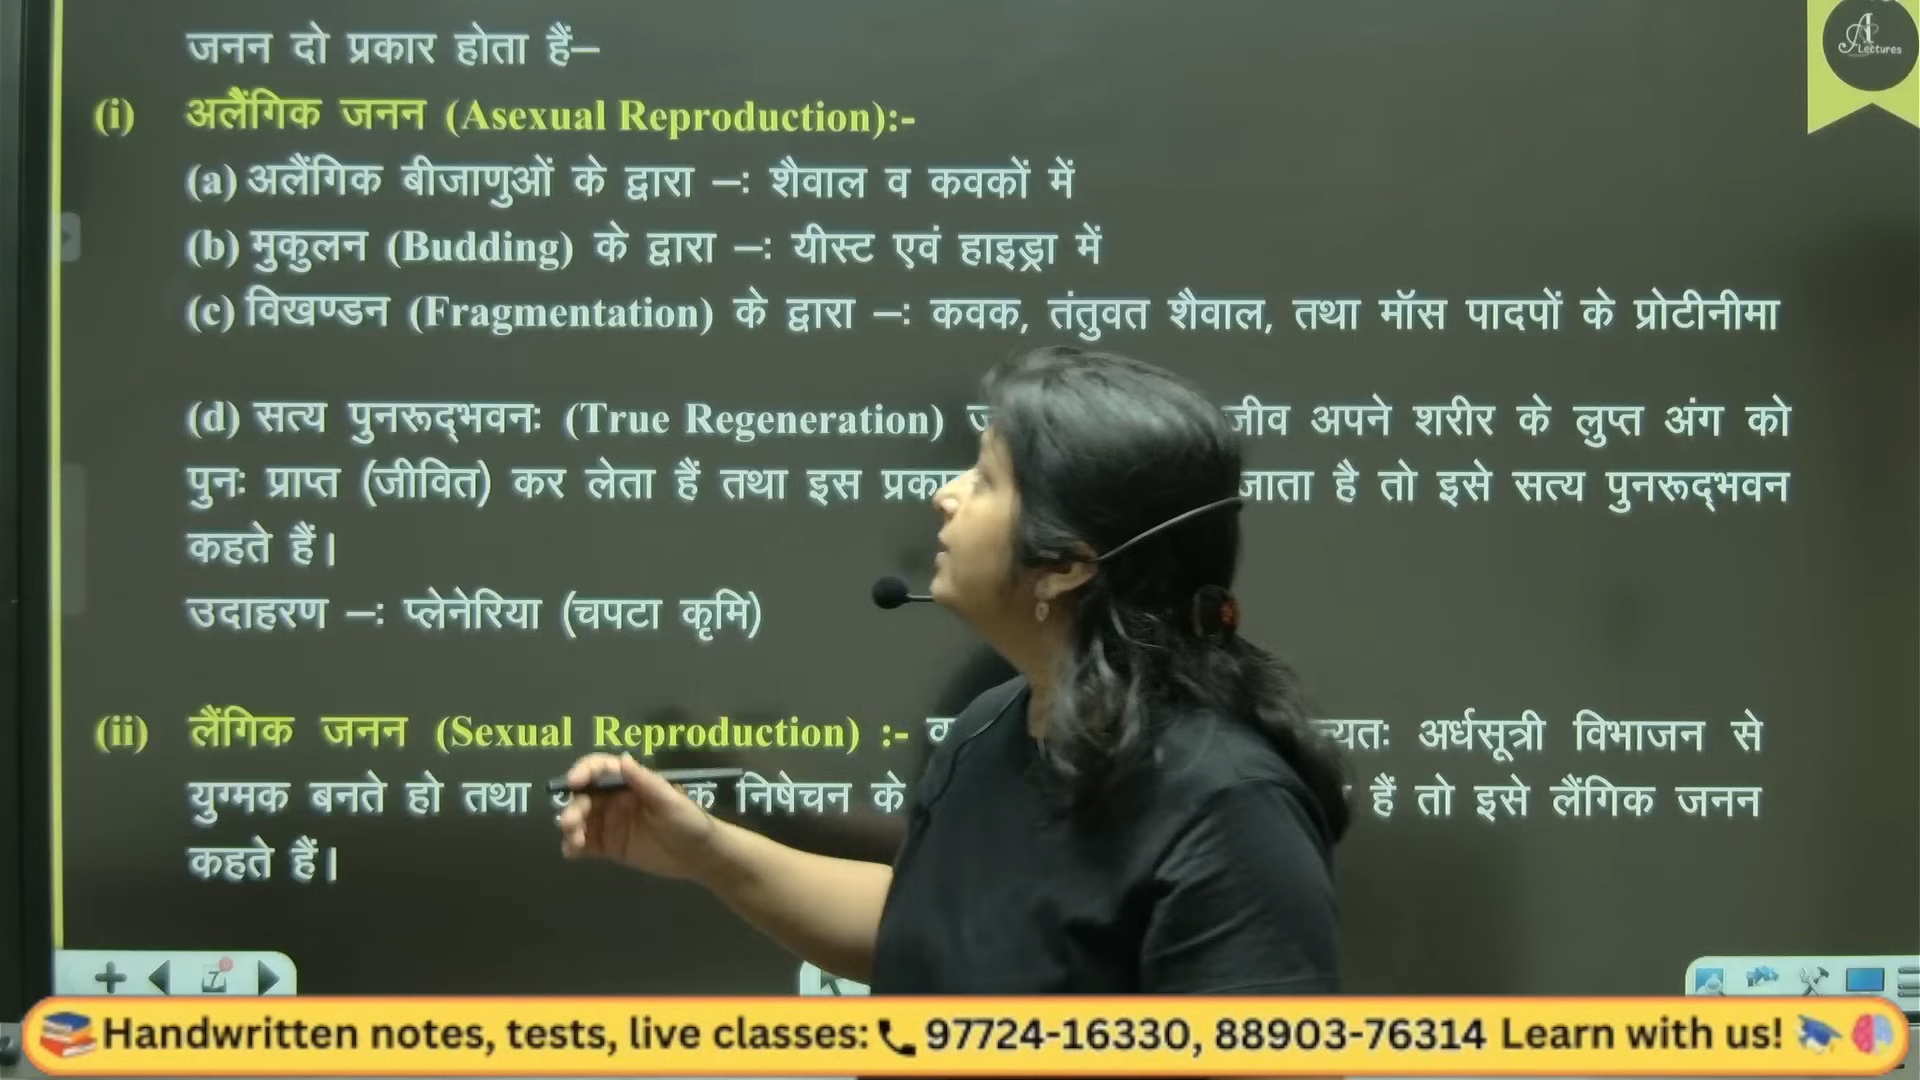 जनन दो प्रकार होता हैं–
(i) अलैंगिक जनन (Asexual Reproduction):-
(a) अलैंगिक बीजाणुओं के द्वारा –: शैवाल व कवकों में
(b) मुकुलन (Budding) के द्वारा –: यीस्ट एवं हाइड्रा में
(c) विखण्डन (Fragmentation) के द्वारा –: कवक, तंतुवत शैवाल, तथा मॉस पादपों के प्रोटीनीमा
(d) सत्य पुनरूद्भवनः (True Regeneration) जीव अपने शरीर के लुप्त अंग को
पुनः प्राप्त (जीवित) कर लेता हैं तथा इस जाता है तो इसे सत्य पुनरूद्भवन
कहते हैं।
उदाहरण –: प्लेनेरिया (चपटा कृमि)
(ii) लैंगिक जनन (Sexual Reproduction) :- अर्धसूत्री विभाजन से
युग्मक बनते हो तथा निषेचन के हैं तो इसे लैंगिक जनन
कहते हैं।
A Lectures
7
Handwritten notes, tests, live classes: 97724-16330, 88903-76314 Learn with us!